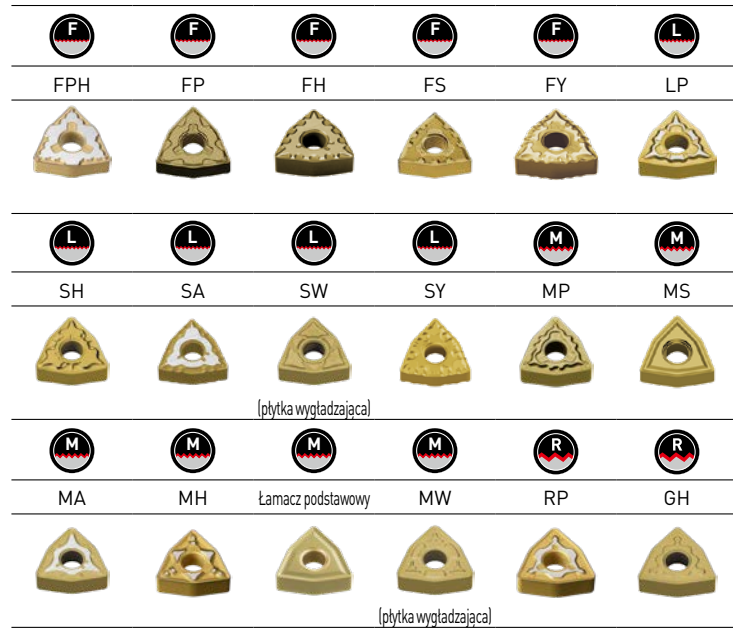 F F F F F L
FPH FP FH FS FY LP
L L L L M M
SH SA SW SY MP MS
(płytka wygładzająca)
M M M M R R
MA MH Łamacz podstawowy MW RP GH
(płytka wygładzająca)